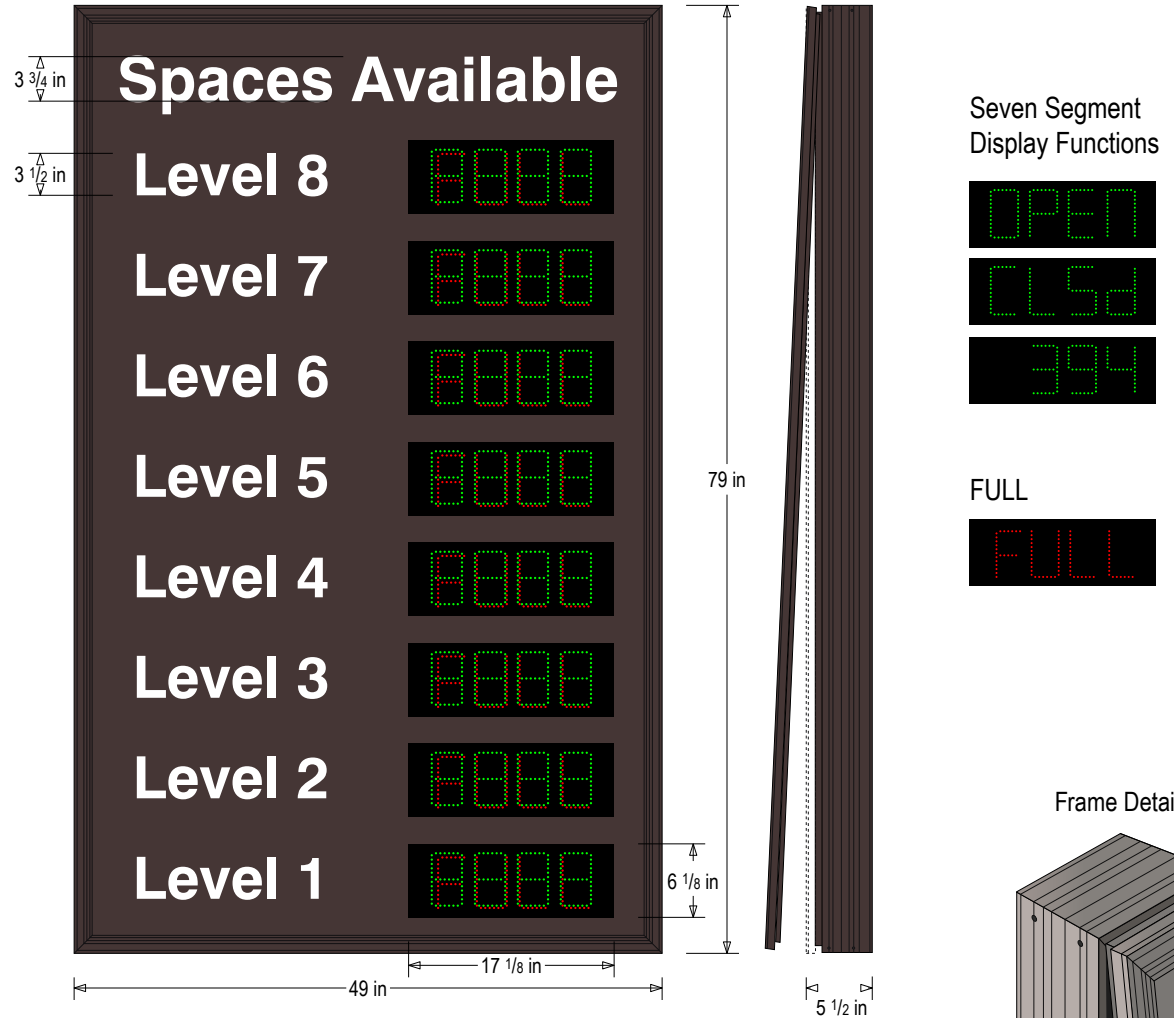 Spaces Available
3 3/4 in
Level 8
3 1/2 in
Level 7
Level 6
Level 5
Level 4
Level 3
Level 2
Level 1
6 1/8 in
17 1/8 in
49 in
79 in
5 1/2 in
Seven Segment
Display Functions
OPEN
CLSd
394
FULL
FULL
Frame Detai